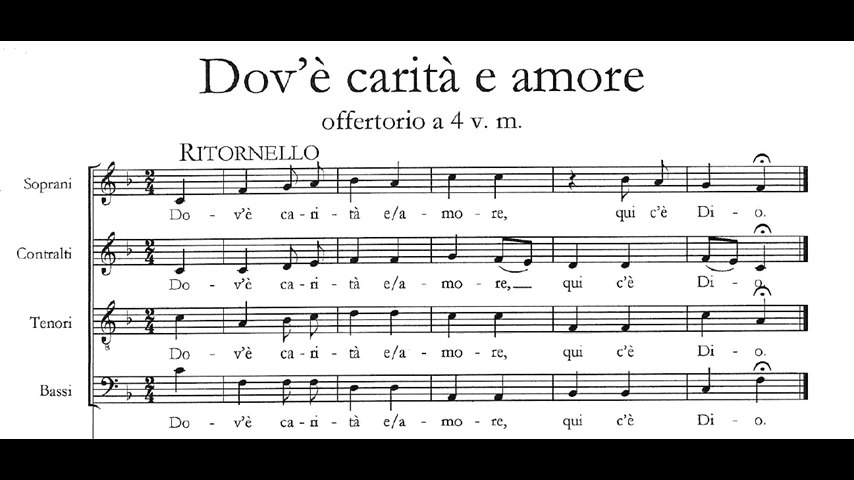 Dov'è carità e amore
offertorio a 4 v. m.
RITORNELLO
Soprani
Do - v'è ca - ri - tà e/a - mo - re, qui c'è Di - o.
Contralti
Do - v'è ca - ri - tà e/a - mo - re, qui c'è Di - o.
Tenori
Do - v'è ca - ri - tà e/a - mo - re, qui c'è Di - o.
Bassi
Do - v'è ca - ri - tà e/a - mo - re, qui c'è Di - o.